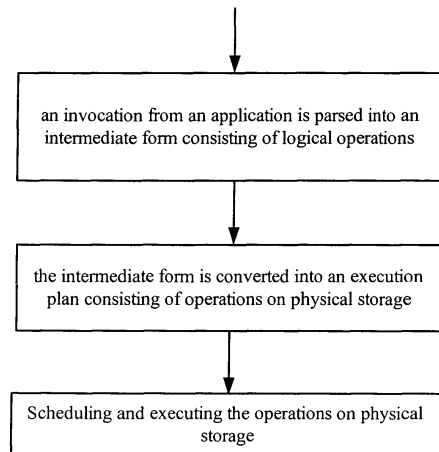 an invocation from an application is parsed into an
intermediate form consisting of logical operations
the intermediate form is converted into an execution
plan consisting of operations on physical storage
Scheduling and executing the operations on physical
storage